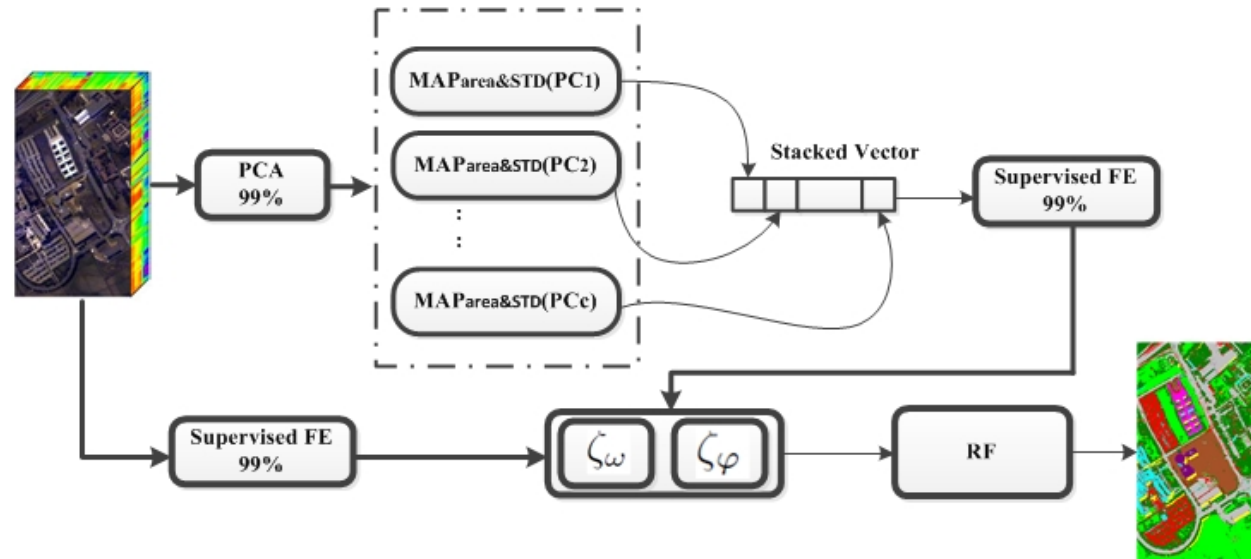 MAParea&STD(PC1)
PCA
99%
MAParea&STD(PC2)
:
:
MAParea&STD(PCc)
Stacked Vector
Supervised FE
99%
Supervised FE
99%
ζω
ζφ
RF